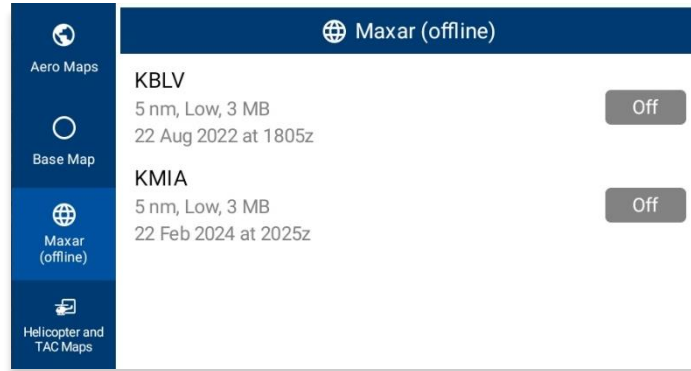 Aero Maps
Base Map
Maxar
(offline)
Helicopter and
TAC Maps
Maxar (offline)
KBLV
5 nm, Low, 3 MB
22 Aug 2022 at 1805z
Off
KMIA
5 nm, Low, 3 MB
22 Feb 2024 at 2025z
Off